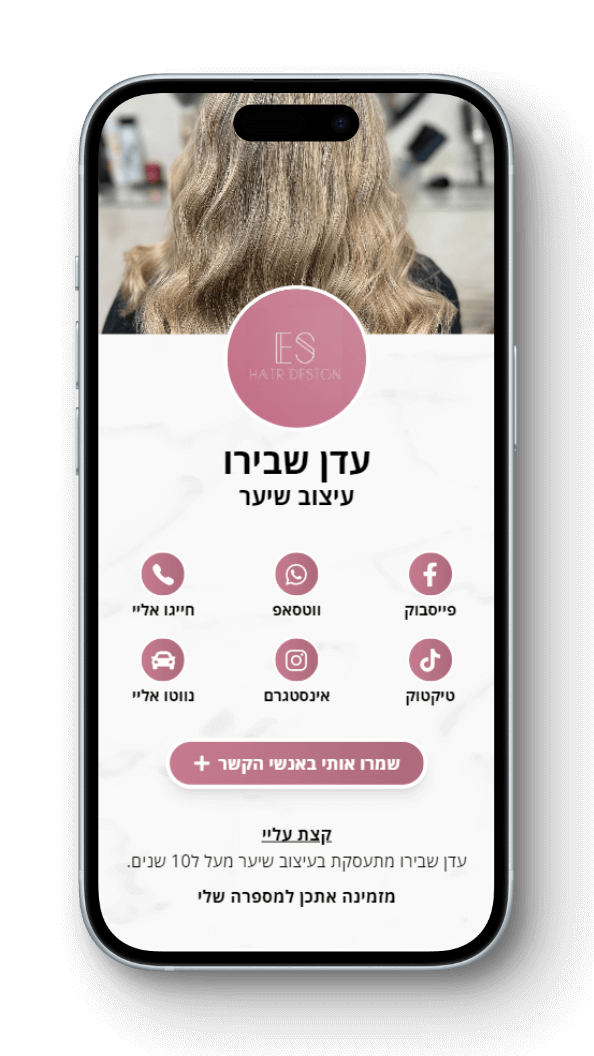 ES
HAIR DESIGN
עדן שבירו
עיצוב שיער
פייסבוק
ווטסאפ
חייגו אליי
טיקטוק
אינסטגרם
נווטו אליי
שמרו אותי באנשי הקשר +
קצת עליי
עדן שבירו מתעסקת בעיצוב שיער מעל ל10 שנים.
מזמינה אתכן למספרה שלי